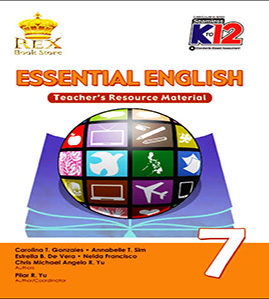 REX
Book Store
K to 12
ESSENTIAL ENGLISH
Teacher's Resource Material
Carolina T. Gonzales • Annabelle T. Sim
Estrella B. De Vera • Nelda Francisco
Chris Michael Angelo R. Yu
Authors
Pilar R. Yu
Author/Coordinator
7